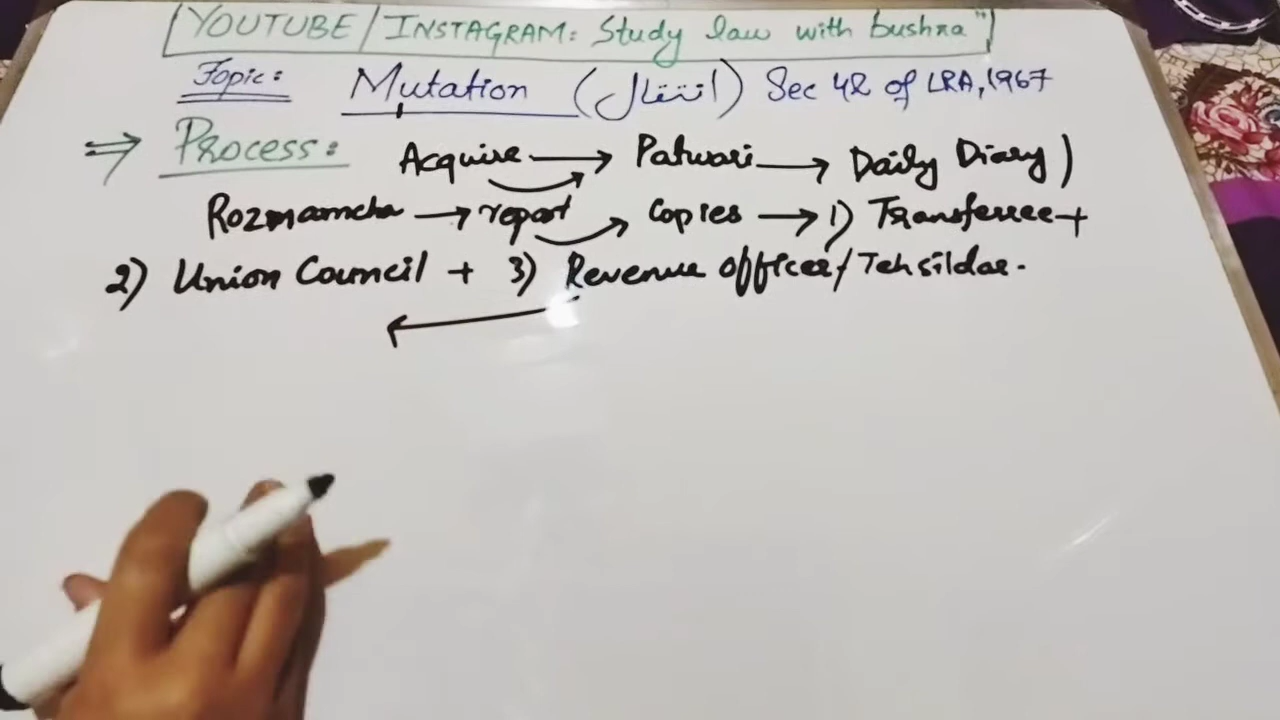 YOUTUBE/INSTAGRAM: Study law with bushra"
Topic: Mutation (انتقال) Sec 42 of LRA, 1967
⇒ Process: Acquire → Patwari → Daily Diary)
Rozmamcha → report → Copies → 1) Transferee +
2) Union Council + 3) Revenue officer/Tehsildar.